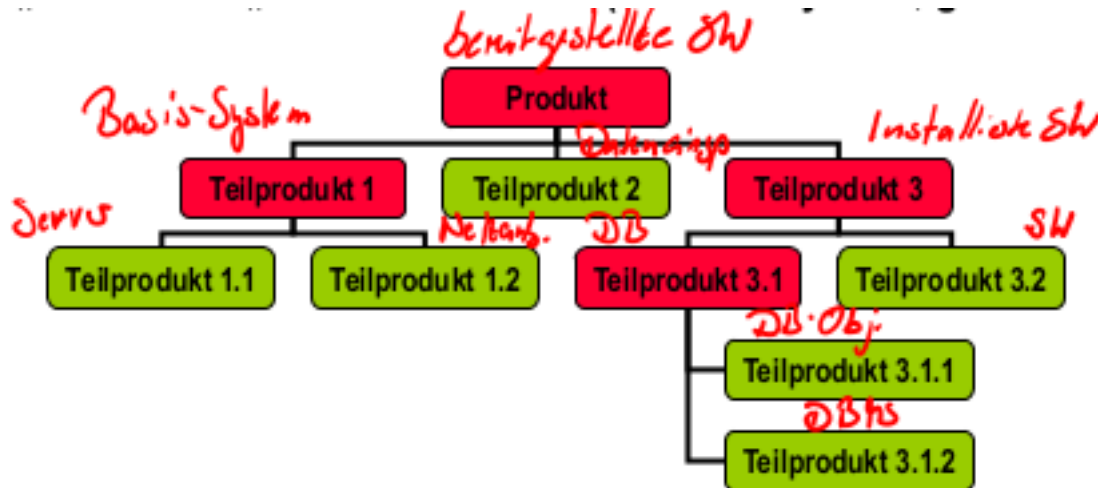 bereitgestellte SW
Produkt
Basis-System
Installierte SW
Teilprodukt 1
Teilprodukt 2
Teilprodukt 3
Server
DB
SW
Teilprodukt 1.1
Teilprodukt 1.2
Teilprodukt 3.1
Teilprodukt 3.2
DB-Obj.
Teilprodukt 3.1.1
DBMS
Teilprodukt 3.1.2